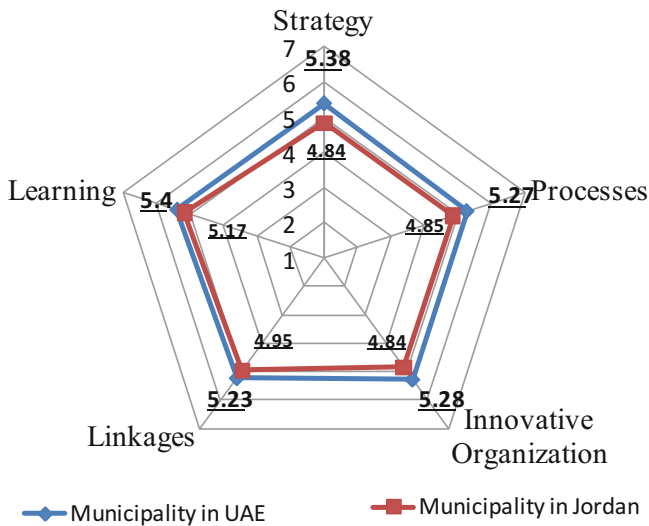 Strategy
7
5.38
6
5
4
4.84
3
2
1
Learning
5.4
5.17
5.27
Processes
4.85
4.95
4.84
5.23
5.28
Linkages
Innovative
Organization
Municipality in UAE
Municipality in Jordan